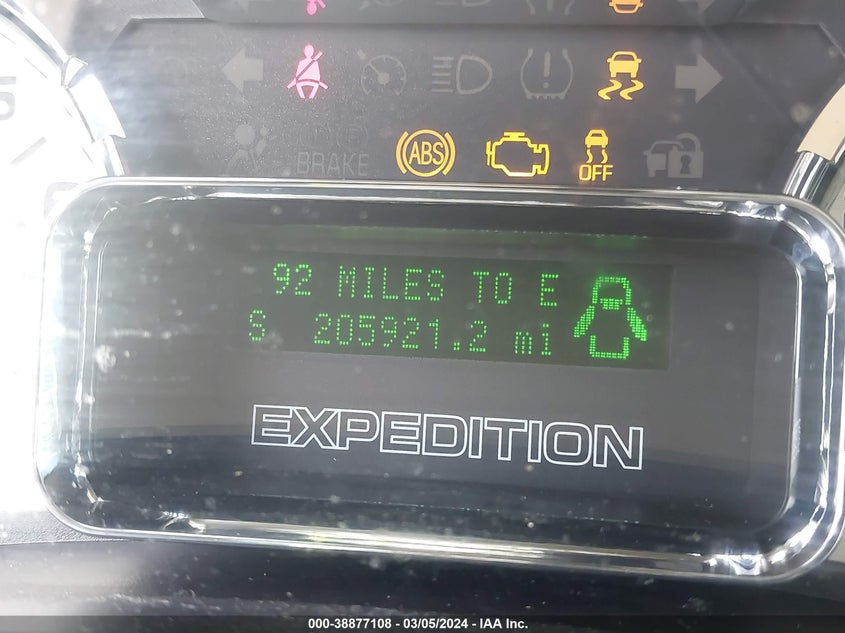 BRAKE
ABS
OFF
92 MILES TO E
S 205921.2 mi
EXPEDITION
000-38877108 - 03/05/2024 - IAA Inc.